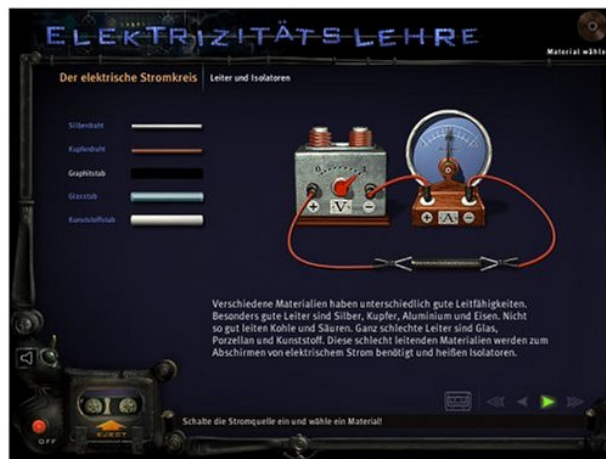 ELEKTRIZITÄTSLEHRE
Material wähle
Der elektrische Stromkreis
Leiter und Isolatoren
Silberdraht
Kupferdraht
Graphitstab
Glasstab
Kunststoffstab
0 1
+ V −
A
+ A −
Verschiedene Materialien haben unterschiedlich gute Leitfähigkeiten.
Besonders gute Leiter sind Silber, Kupfer, Aluminium und Eisen. Nicht
so gut leiten Kohle und Säuren. Ganz schlechte Leiter sind Glas,
Porzellan und Kunststoff. Diese schlecht leitenden Materialien werden zum
Abschirmen von elektrischem Strom benötigt und heißen Isolatoren.
EJECT
OFF
Schalte die Stromquelle ein und wähle ein Material!